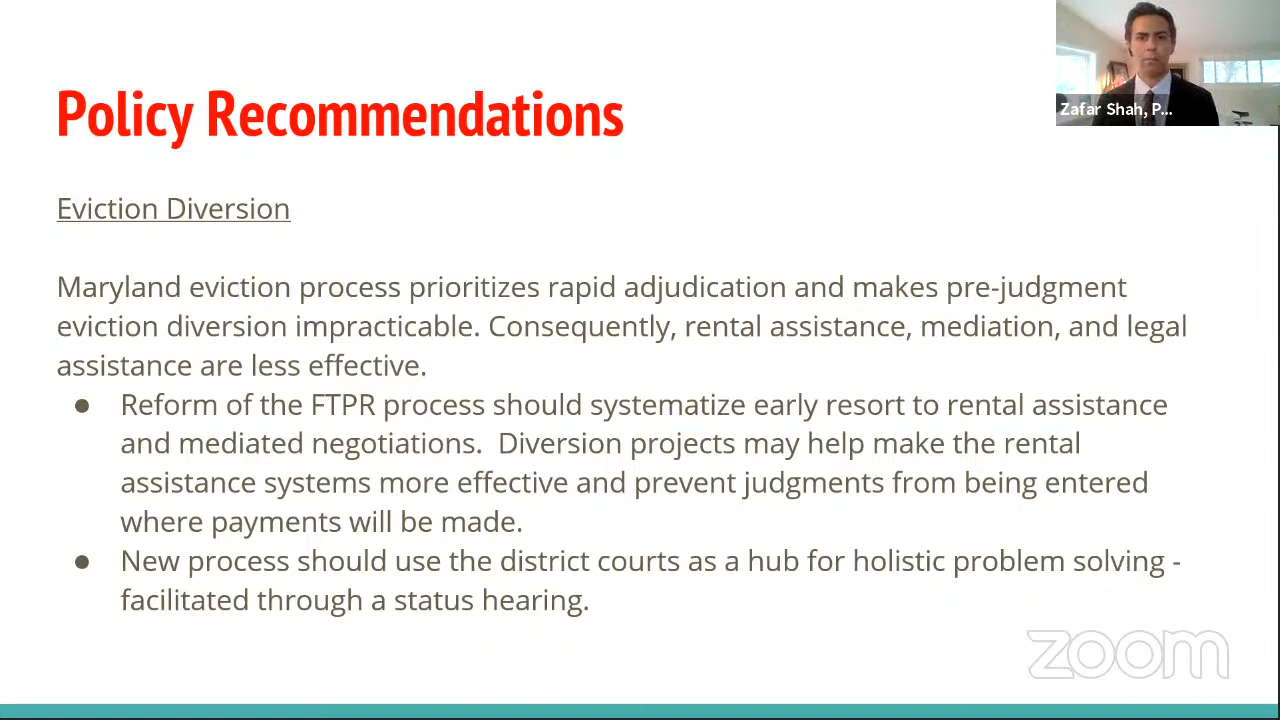 Zafar Shah, P...
Policy Recommendations
Eviction Diversion
Maryland eviction process prioritizes rapid adjudication and makes pre-judgment
eviction diversion impracticable. Consequently, rental assistance, mediation, and legal
assistance are less effective.
● Reform of the FTPR process should systematize early resort to rental assistance
and mediated negotiations.  Diversion projects may help make the rental
assistance systems more effective and prevent judgments from being entered
where payments will be made.
● New process should use the district courts as a hub for holistic problem solving -
facilitated through a status hearing.
zoom